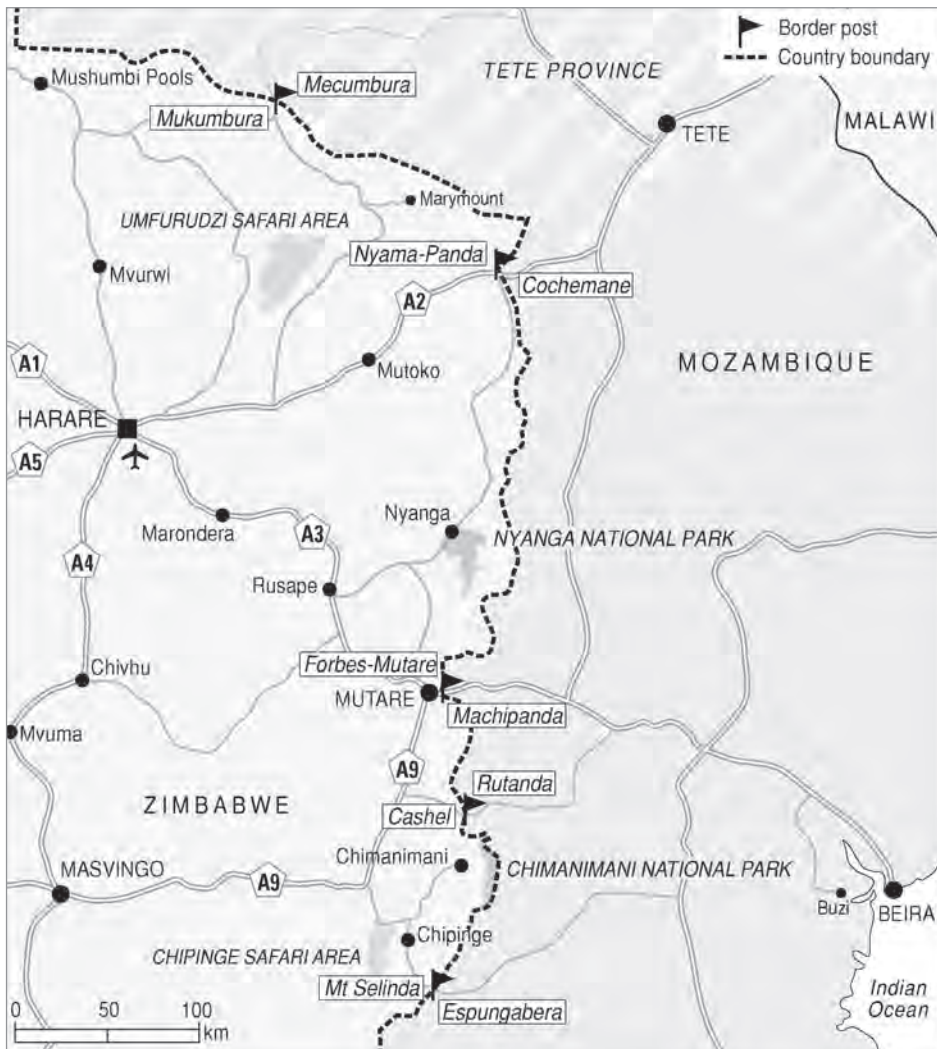 Border post
Country boundary
TETE PROVINCE
Mushumbi Pools
Mecumbura
Mukumbura
TETE
MALAWI
Marymount
UMFURUDZI SAFARI AREA
Nyama-Panda
Mvurwi
Cochemane
A2
A1
Mutoko
MOZAMBIQUE
HARARE
A5
Marondera
A3
Nyanga
NYANGA NATIONAL PARK
A4
Rusape
Forbes-Mutare
Chivhu
MUTARE
Machipanda
Mvuma
A9
Rutanda
ZIMBABWE
Cashel
Chimanimani
CHIMANIMANI NATIONAL PARK
MASVINGO
A9
Buzi
BEIRA
Chipinge
CHIPINGE SAFARI AREA
Mt Selinda
Espungabera
Indian
Ocean
0 50 100
km